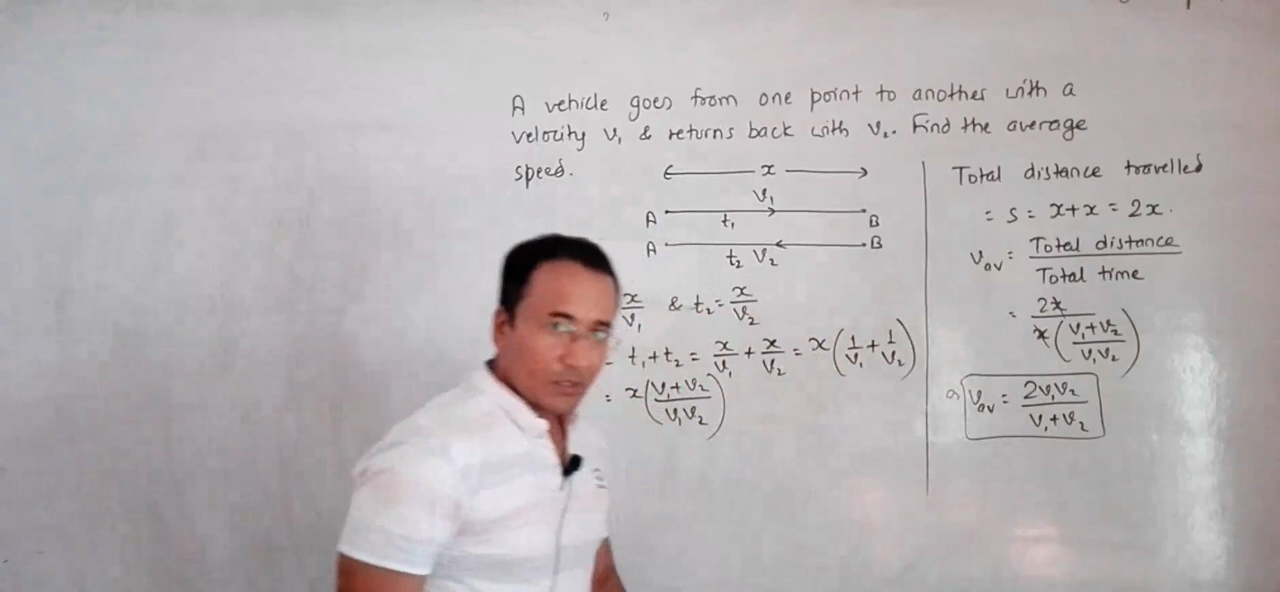 A vehicle goes from one point to another with a
velocity v₁ & returns back with v₂. Find the average
speed.
x
v₁
A t₁ B
A t₂ v₂ B
x/v₁ & t₂ = x/v₂
t₁+t₂ = x/v₁ + x/v₂ = x(1/v₁ + 1/v₂)
= x((v₁+v₂)/(v₁v₂))
Total distance travelled
= s = x+x = 2x.
v_av = Total distance/Total time
= 2x/(x((v₁+v₂)/(v₁v₂)))
v_av = 2v₁v₂/(v₁+v₂)